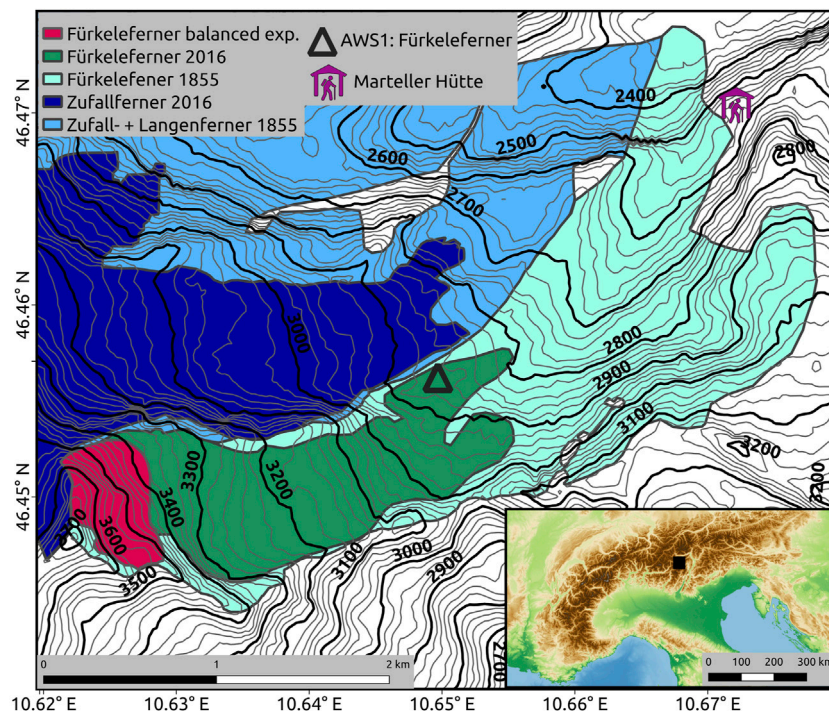 Fürkeleferner balanced exp.
Fürkeleferner 2016
Fürkelefener 1855
Zufallferner 2016
Zufall- + Langenferner 1855
AWS1: Fürkeleferner
Marteller Hütte
46.47° N
46.46° N
46.45° N
2400
2500
2600
2700
2800
3000
2800
2900
3100
3200
3300
3200
3400
3600
3500
3100
3000
2900
3200
2700
0
1
2 km
0
100
200
300 km
10.62° E
10.63° E
10.64° E
10.65° E
10.66° E
10.67° E